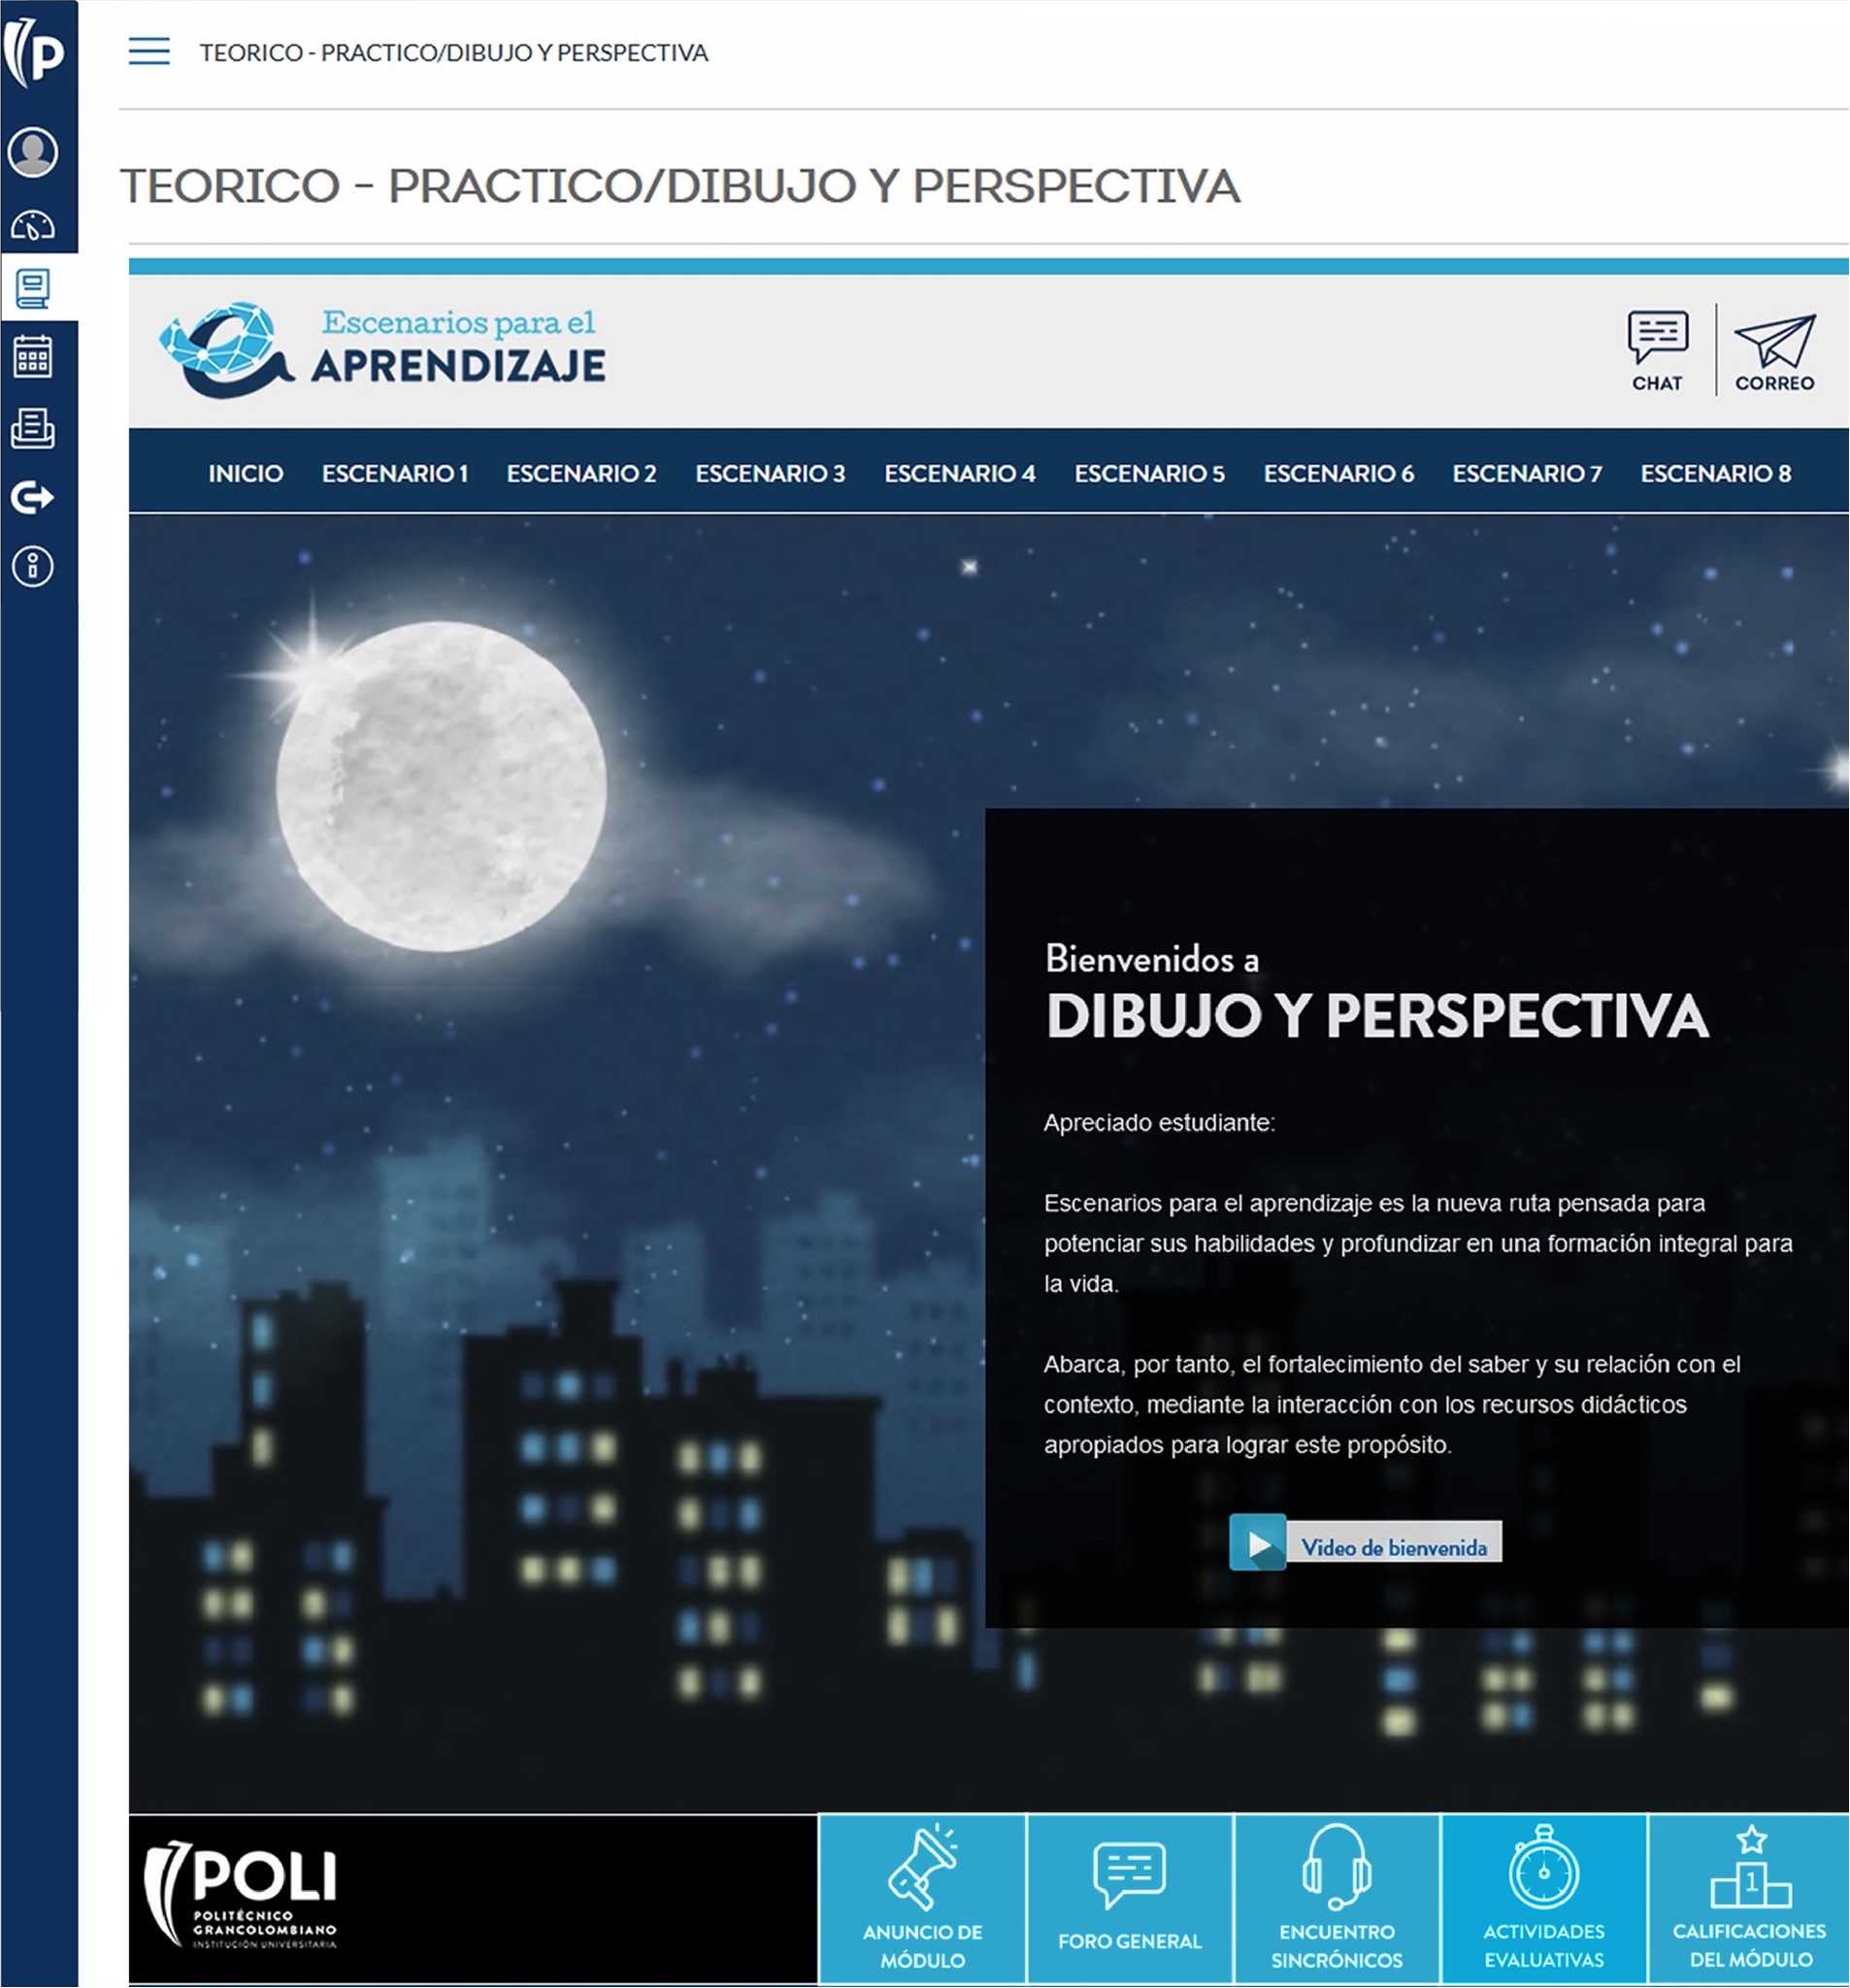 P
TEORICO - PRACTICO/DIBUJO Y PERSPECTIVA
TEORICO - PRACTICO/DIBUJO Y PERSPECTIVA
Escenarios para el
APRENDIZAJE
CHAT
CORREO
INICIO ESCENARIO 1 ESCENARIO 2 ESCENARIO 3 ESCENARIO 4 ESCENARIO 5 ESCENARIO 6 ESCENARIO 7 ESCENARIO 8
Bienvenidos a
DIBUJO Y PERSPECTIVA
Apreciado estudiante:
Escenarios para el aprendizaje es la nueva ruta pensada para
potenciar sus habilidades y profundizar en una formación integral para
la vida.
Abarca, por tanto, el fortalecimiento del saber y su relación con el
contexto, mediante la interacción con los recursos didácticos
apropiados para lograr este propósito.
Video de bienvenida
POLI
POLITÉCNICO
GRANCOLOMBIANO
INSTITUCIÓN UNIVERSITARIA
ANUNCIO DE
MÓDULO
FORO GENERAL
ENCUENTRO
SINCRÓNICOS
ACTIVIDADES
EVALUATIVAS
1
CALIFICACIONES
DEL MÓDULO